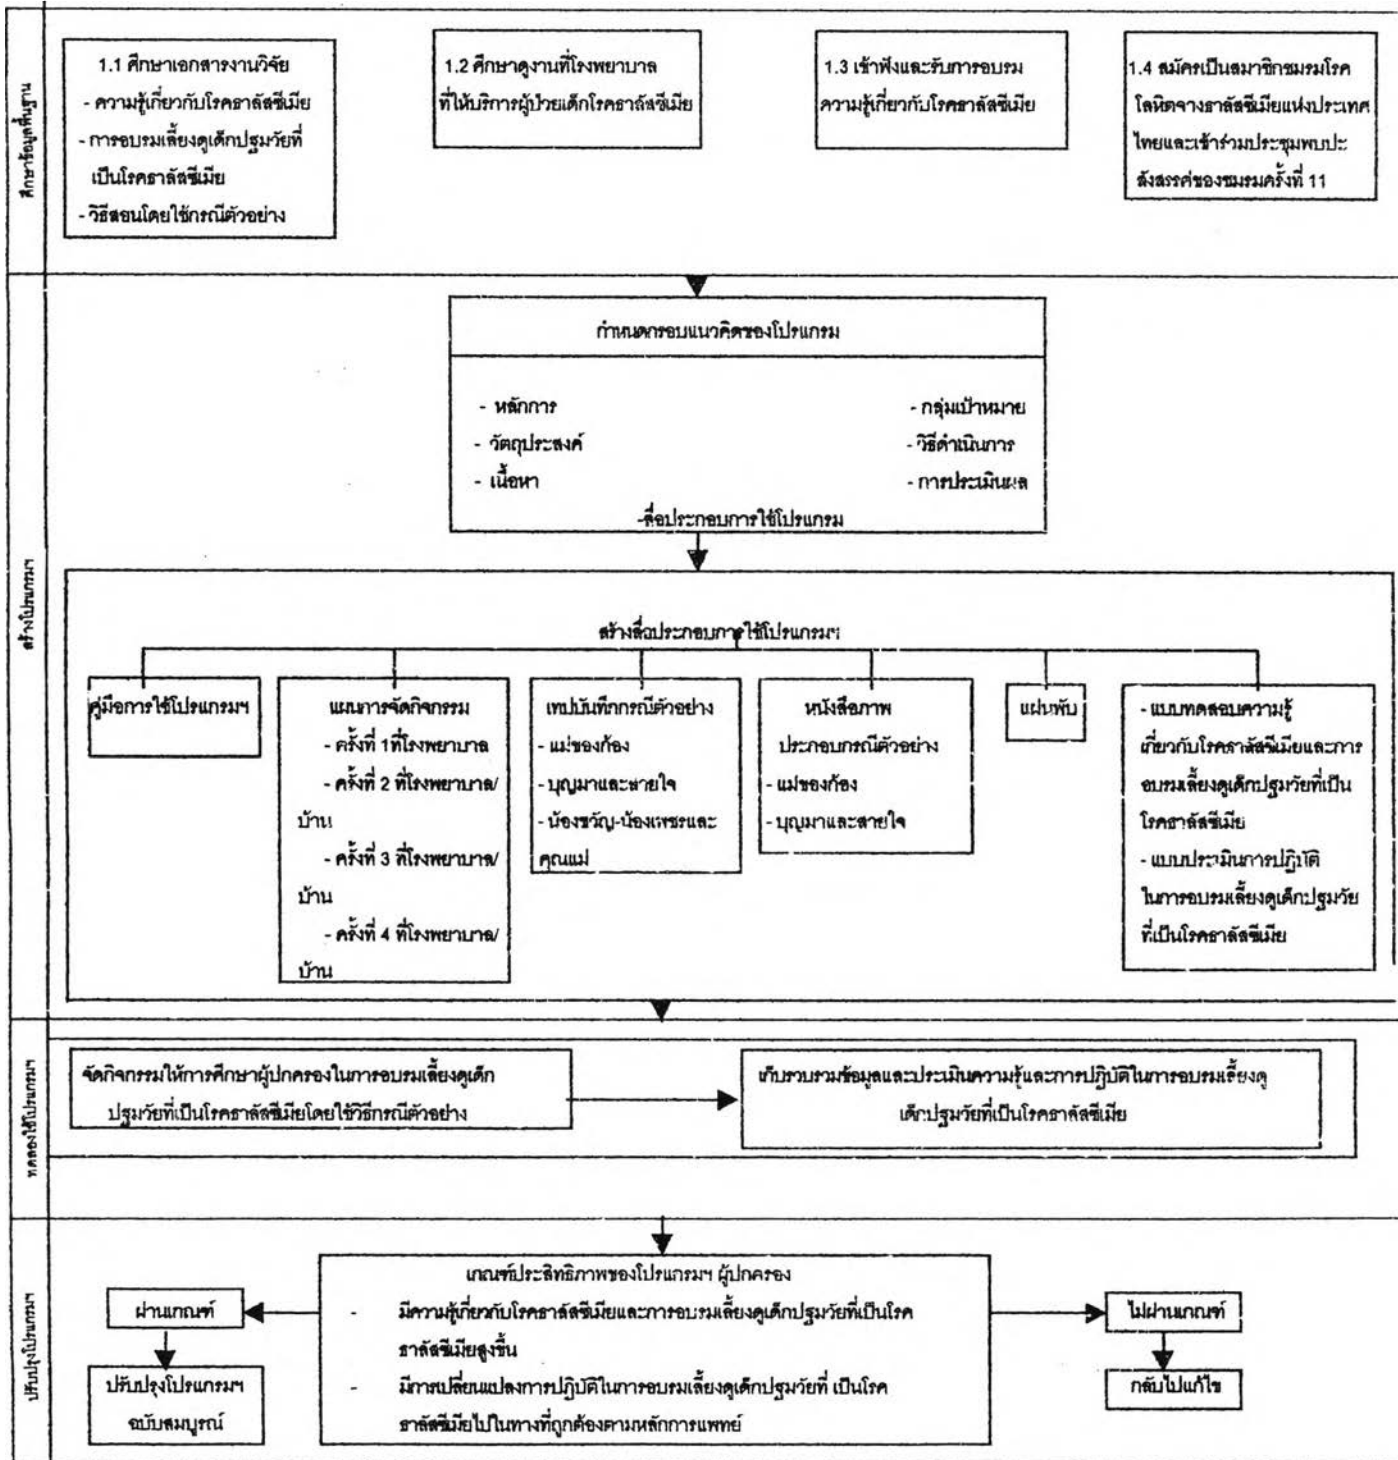 ศึกษาข้อมูลพื้นฐาน
1.1 ศึกษาเอกสารงานวิจัย
- ความรู้เกี่ยวกับโรคธาลัสซีเมีย
- การอบรมเลี้ยงดูเด็กปฐมวัยที่
เป็นโรคธาลัสซีเมีย
- วิธีสอนโดยใช้กรณีตัวอย่าง
1.2 ศึกษาดูงานที่โรงพยาบาล
ที่ให้บริการผู้ป่วยเด็กโรคธาลัสซีเมีย
1.3 เข้าฟังและรับการอบรม
ความรู้เกี่ยวกับโรคธาลัสซีเมีย
1.4 สมัครเป็นสมาชิกชมรมโรค
โลหิตจางธาลัสซีเมียแห่งประเทศ
ไทยและเข้าร่วมประชุมพบปะ
สังสรรค์ของชมรมครั้งที่ 11
สร้างโปรแกรมฯ
กำหนดกรอบแนวคิดของโปรแกรม
- หลักการ
- วัตถุประสงค์
- เนื้อหา
- กลุ่มเป้าหมาย
- วิธีดำเนินการ
- การประเมินผล
-สื่อประกอบการใช้โปรแกรม
สร้างสื่อประกอบการใช้โปรแกรมฯ
คู่มือการใช้โปรแกรมฯ
แผนการจัดกิจกรรม
- ครั้งที่ 1ที่โรงพยาบาล
- ครั้งที่ 2 ที่โรงพยาบาล/
บ้าน
- ครั้งที่ 3 ที่โรงพยาบาล/
บ้าน
- ครั้งที่ 4 ที่โรงพยาบาล/
บ้าน
เทปบันทึกกรณีตัวอย่าง
- แม่ของก้อง
- บุญมาและสายใจ
- น้องขวัญ-น้องเพชรและ
คุณแม่
หนังสือภาพ
ประกอบกรณีตัวอย่าง
- แม่ของก้อง
- บุญมาและสายใจ
แผ่นพับ
- แบบทดสอบความรู้
เกี่ยวกับโรคธาลัสซีเมียและการ
อบรมเลี้ยงดูเด็กปฐมวัยที่เป็น
โรคธาลัสซีเมีย
- แบบประเมินการปฏิบัติ
ในการอบรมเลี้ยงดูเด็กปฐมวัย
ที่เป็นโรคธาลัสซีเมีย
ทดลองใช้โปรแกรมฯ
จัดกิจกรรมให้การศึกษาผู้ปกครองในการอบรมเลี้ยงดูเด็ก
ปฐมวัยที่เป็นโรคธาลัสซีเมียโดยใช้วิธีกรณีตัวอย่าง
เก็บรวบรวมข้อมูลและประเมินความรู้และการปฏิบัติในการอบรมเลี้ยงดู
เด็กปฐมวัยที่เป็นโรคธาลัสซีเมีย
ปรับปรุงโปรแกรมฯ
เกณฑ์ประสิทธิภาพของโปรแกรมฯ ผู้ปกครอง
- มีความรู้เกี่ยวกับโรคธาลัสซีเมียและการอบรมเลี้ยงดูเด็กปฐมวัยที่เป็นโรค
ธาลัสซีเมียสูงขึ้น
- มีการเปลี่ยนแปลงการปฏิบัติในการอบรมเลี้ยงดูเด็กปฐมวัยที่ เป็นโรค
ธาลัสซีเมียไปในทางที่ถูกต้องตามหลักการแพทย์
ผ่านเกณฑ์
ปรับปรุงโปรแกรมฯ
ฉบับสมบูรณ์
ไม่ผ่านเกณฑ์
กลับไปแก้ไข